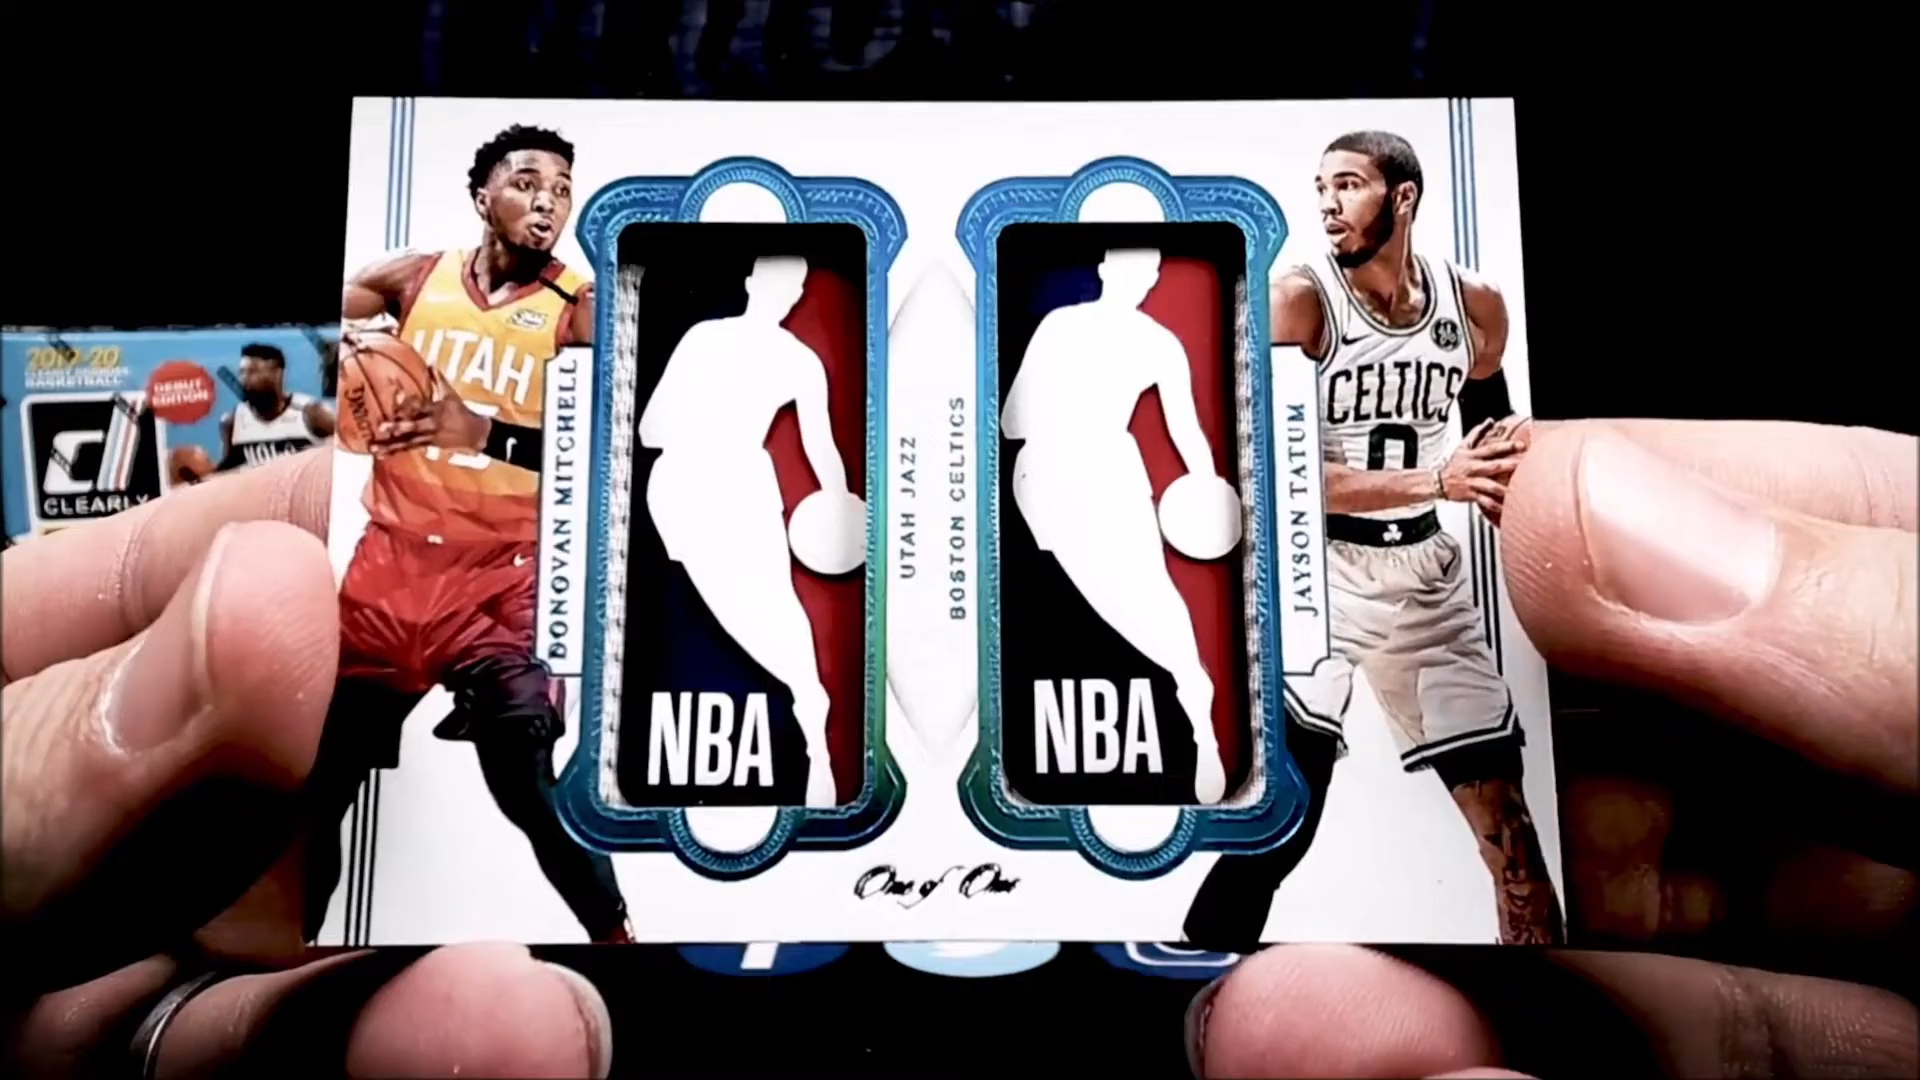 2019-20
BASKETBALL
DEBUT
EDITION
CLEARLY
UTAH
DONOVAN MITCHELL
NBA
UTAH JAZZ
BOSTON CELTICS
NBA
JAYSON TATUM
CELTICS
0
One of One